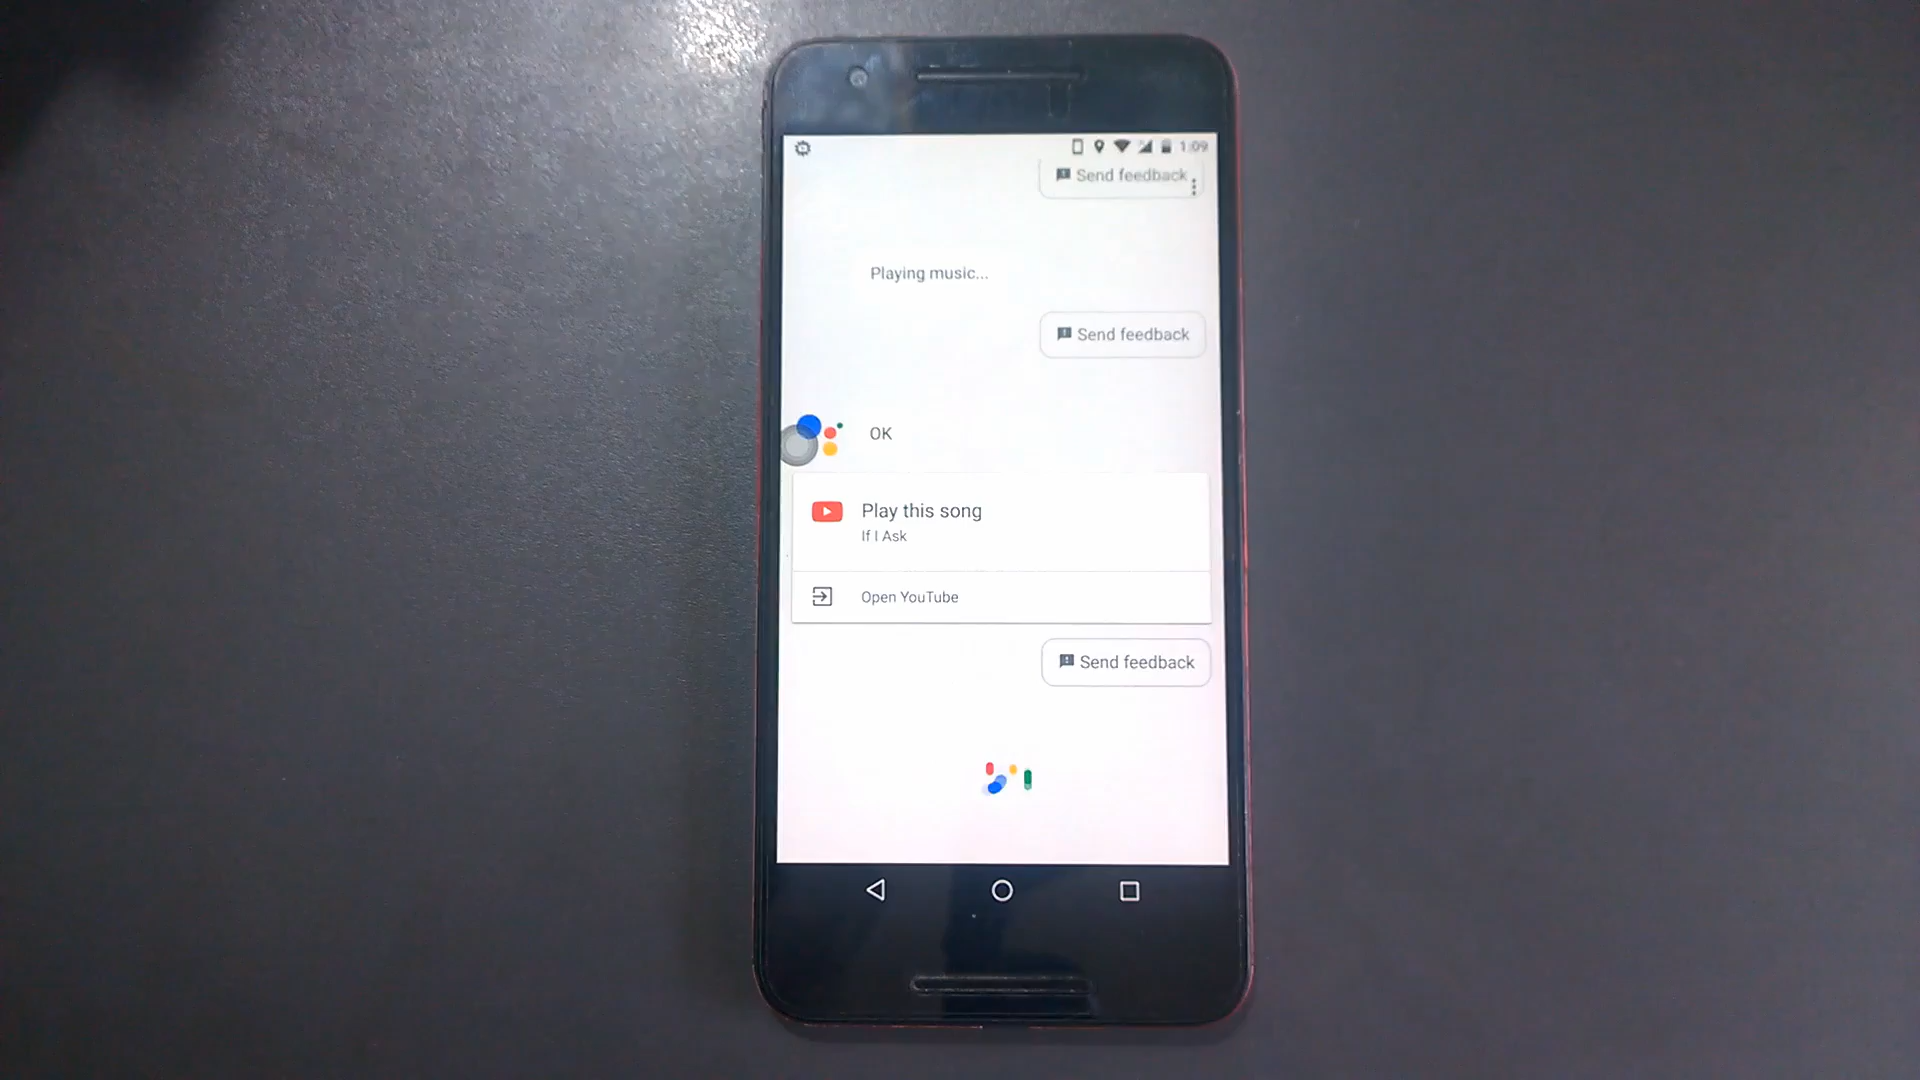 1:09
Send feedback
Playing music...
Send feedback
OK
Play this song
If I Ask
Open YouTube
Send feedback